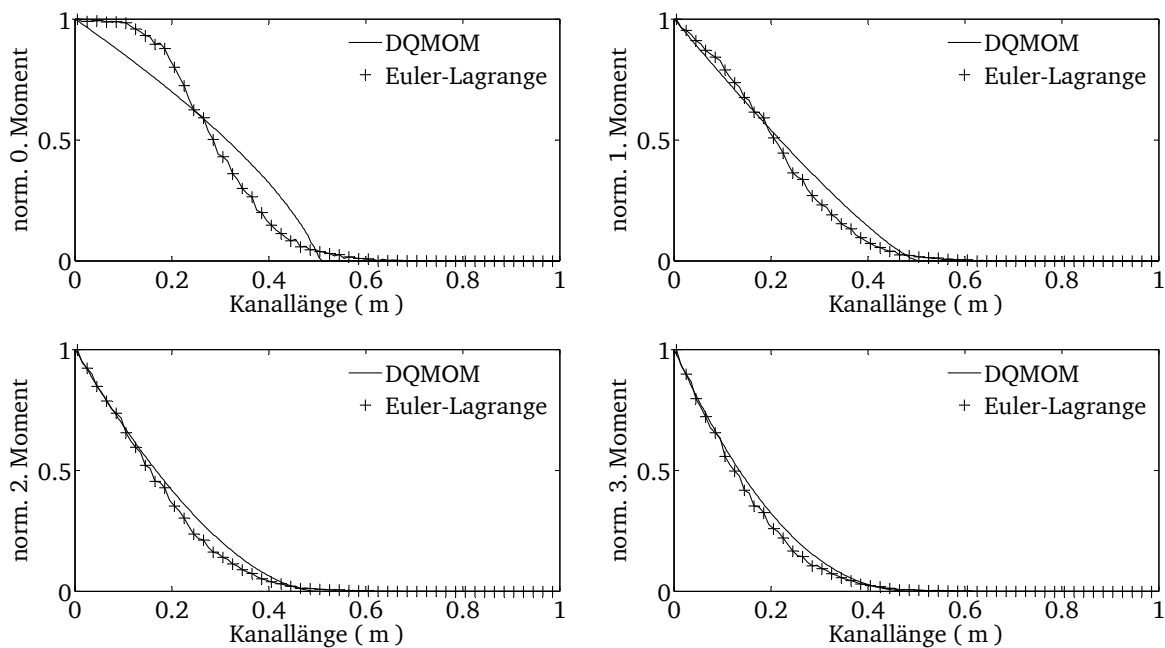 1
0.5
0
norm. 0. Moment
DQMOM
Euler-Lagrange
0 0.2 0.4 0.6 0.8 1
Kanallänge ( m )
1
0.5
0
norm. 1. Moment
DQMOM
Euler-Lagrange
0 0.2 0.4 0.6 0.8 1
Kanallänge ( m )
1
0.5
0
norm. 2. Moment
DQMOM
Euler-Lagrange
0 0.2 0.4 0.6 0.8 1
Kanallänge ( m )
1
0.5
0
norm. 3. Moment
DQMOM
Euler-Lagrange
0 0.2 0.4 0.6 0.8 1
Kanallänge ( m )